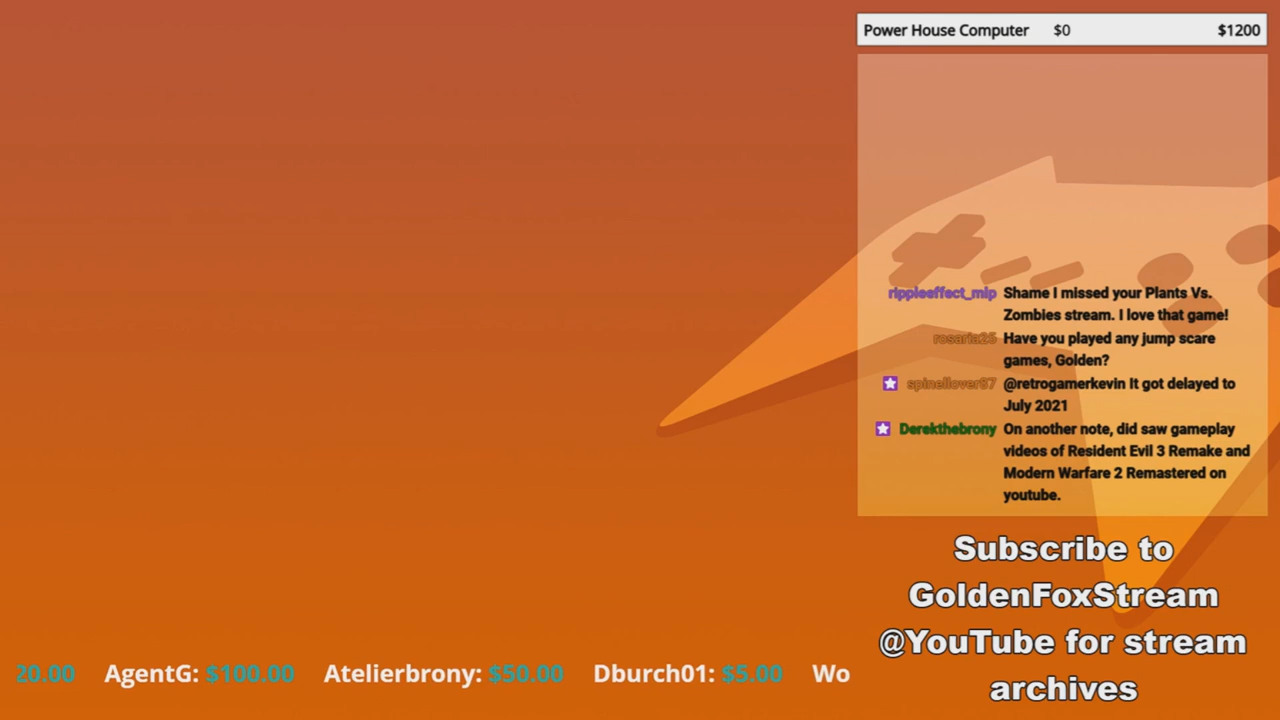 Power House Computer $0 $1200
rippleeffect_mlp Shame I missed your Plants Vs.
Zombies stream. I love that game!
rosaria25 Have you played any jump scare
games, Golden?
spinellover87 @retrogamerkevin It got delayed to
July 2021
Derekthebrony On another note, did saw gameplay
videos of Resident Evil 3 Remake and
Modern Warfare 2 Remastered on
youtube.
Subscribe to
GoldenFoxStream
@YouTube for stream
archives
20.00 AgentG: $100.00 Atelierbrony: $50.00 Dburch01: $5.00 Wo